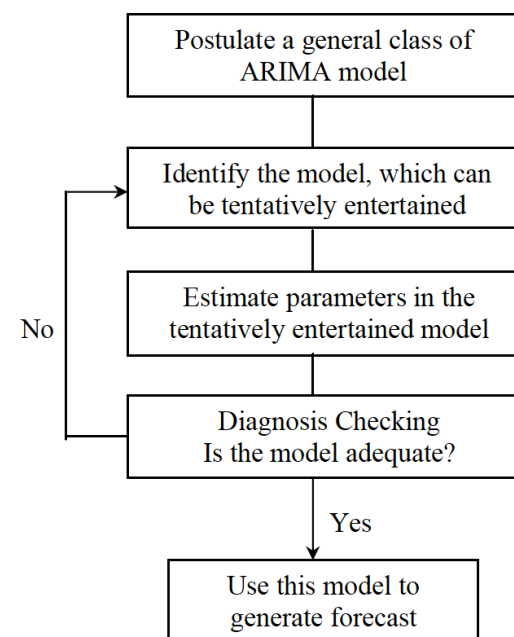 Postulate a general class of
ARIMA model
Identify the model, which can
be tentatively entertained
Estimate parameters in the
tentatively entertained model
No
Diagnosis Checking
Is the model adequate?
Yes
Use this model to
generate forecast